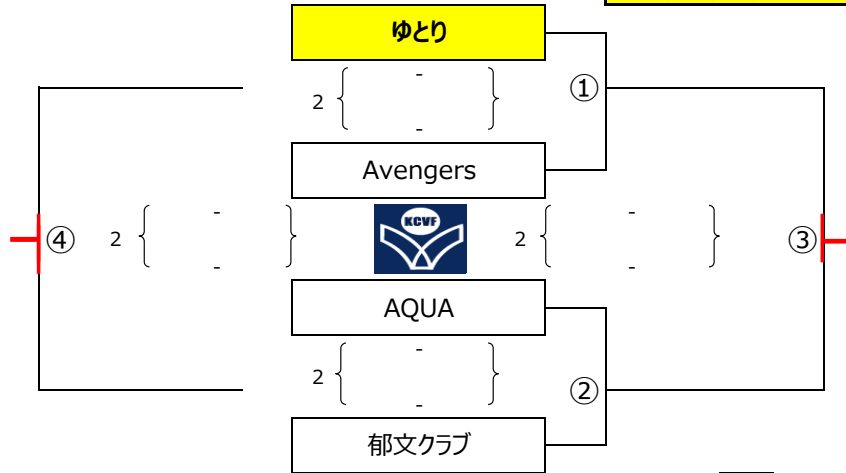 ゆとり
①
2 { - - }
Avengers
④ 2 { - - }
KCVF
2 { - - } ③
AQUA
2 { - - }
②
郁文クラブ